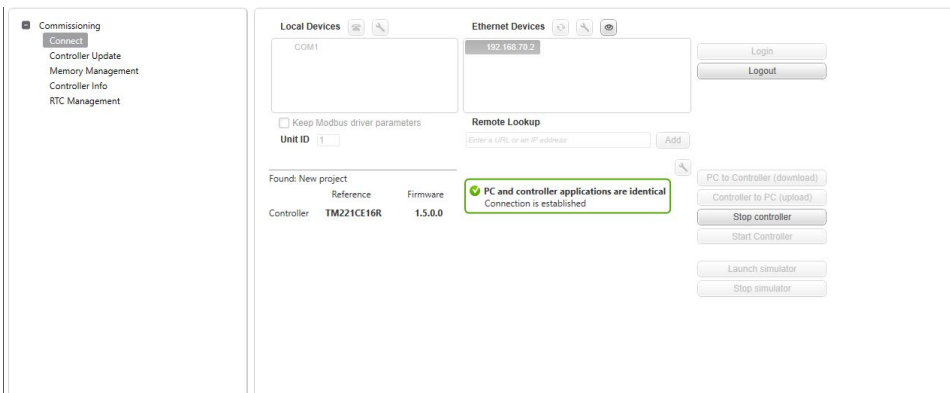 Commissioning
Connect
Controller Update
Memory Management
Controller Info
RTC Management
Local Devices
Ethernet Devices
COM1
192.168.70.2
Login
Logout
Keep Modbus driver parameters
Remote Lookup
Unit ID 1
Enter a URL or an IP address
Add
Found: New project
Reference Firmware
Controller TM221CE16R 1.5.0.0
PC and controller applications are identical
Connection is established
PC to Controller (download)
Controller to PC (upload)
Stop controller
Start Controller
Launch simulator
Stop simulator